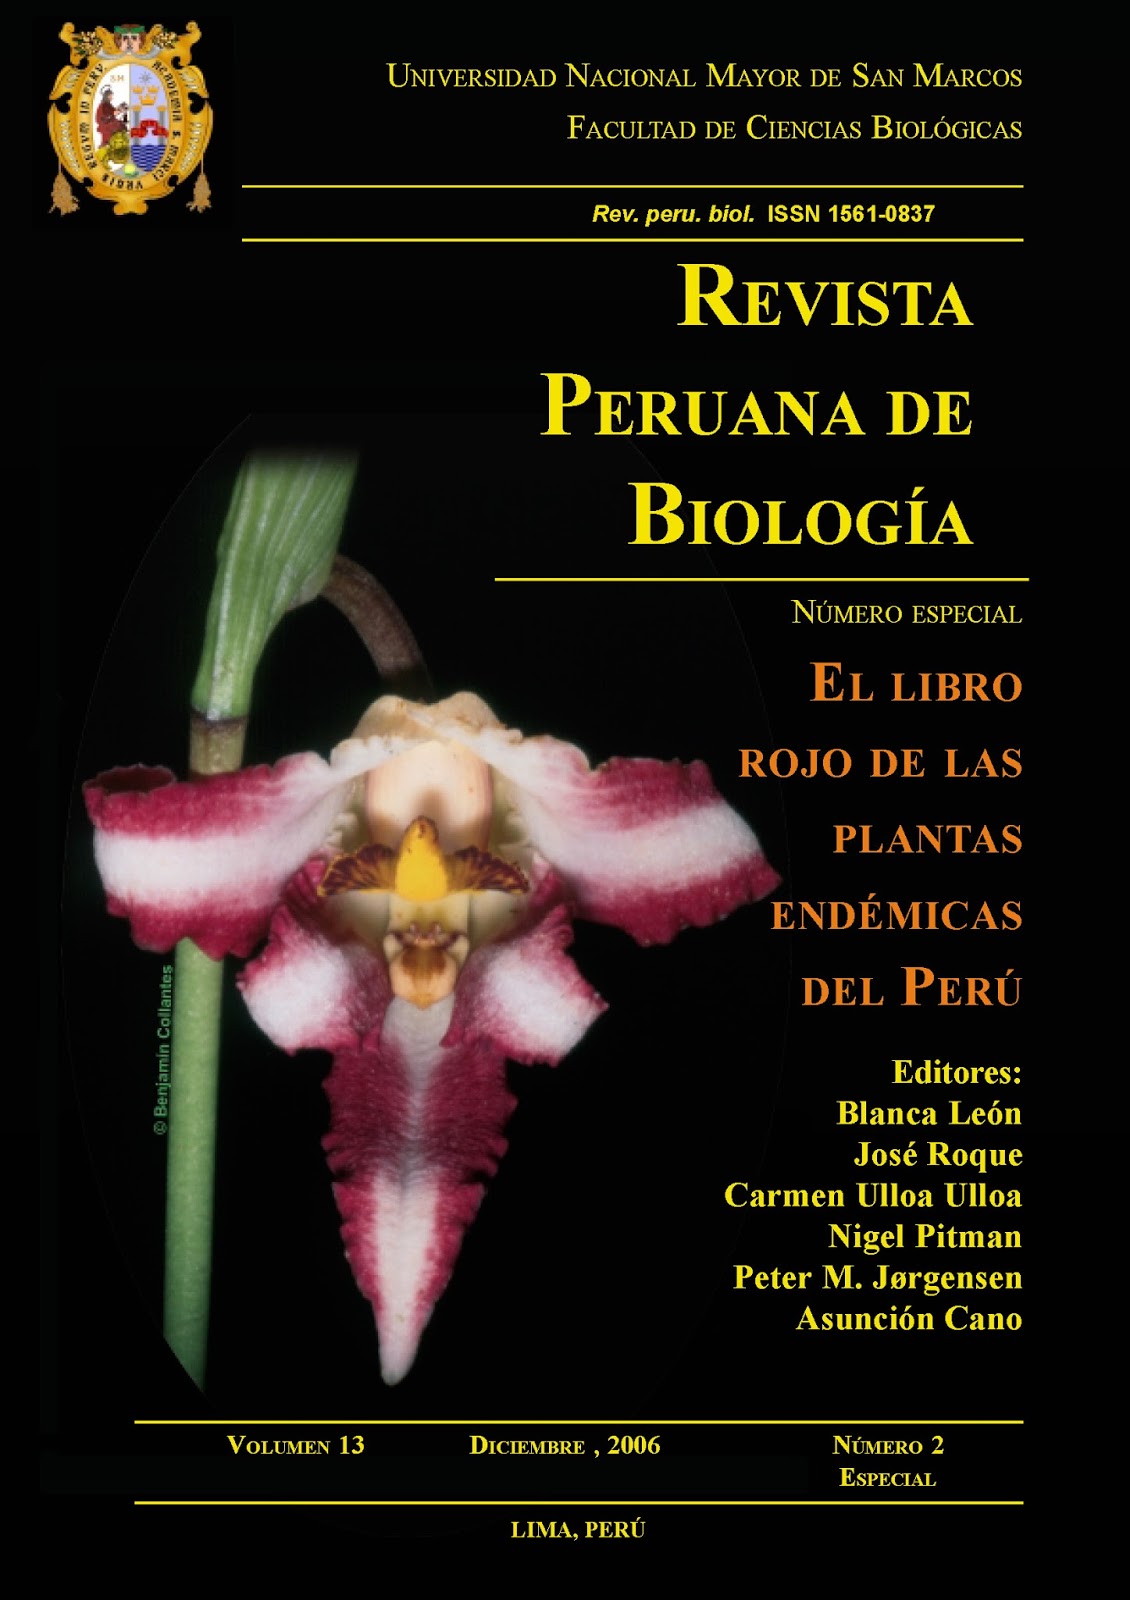 UNIVERSIDAD NACIONAL MAYOR DE SAN MARCOS
FACULTAD DE CIENCIAS BIOLÓGICAS
Rev. peru. biol. ISSN 1561-0837
REVISTA
PERUANA DE
BIOLOGÍA
NÚMERO ESPECIAL
EL LIBRO
ROJO DE LAS
PLANTAS
ENDÉMICAS
DEL PERÚ
© Benjamín Collantes
Editores:
Blanca León
José Roque
Carmen Ulloa Ulloa
Nigel Pitman
Peter M. Jørgensen
Asunción Cano
VOLUMEN 13 DICIEMBRE , 2006 NÚMERO 2
ESPECIAL
LIMA, PERÚ